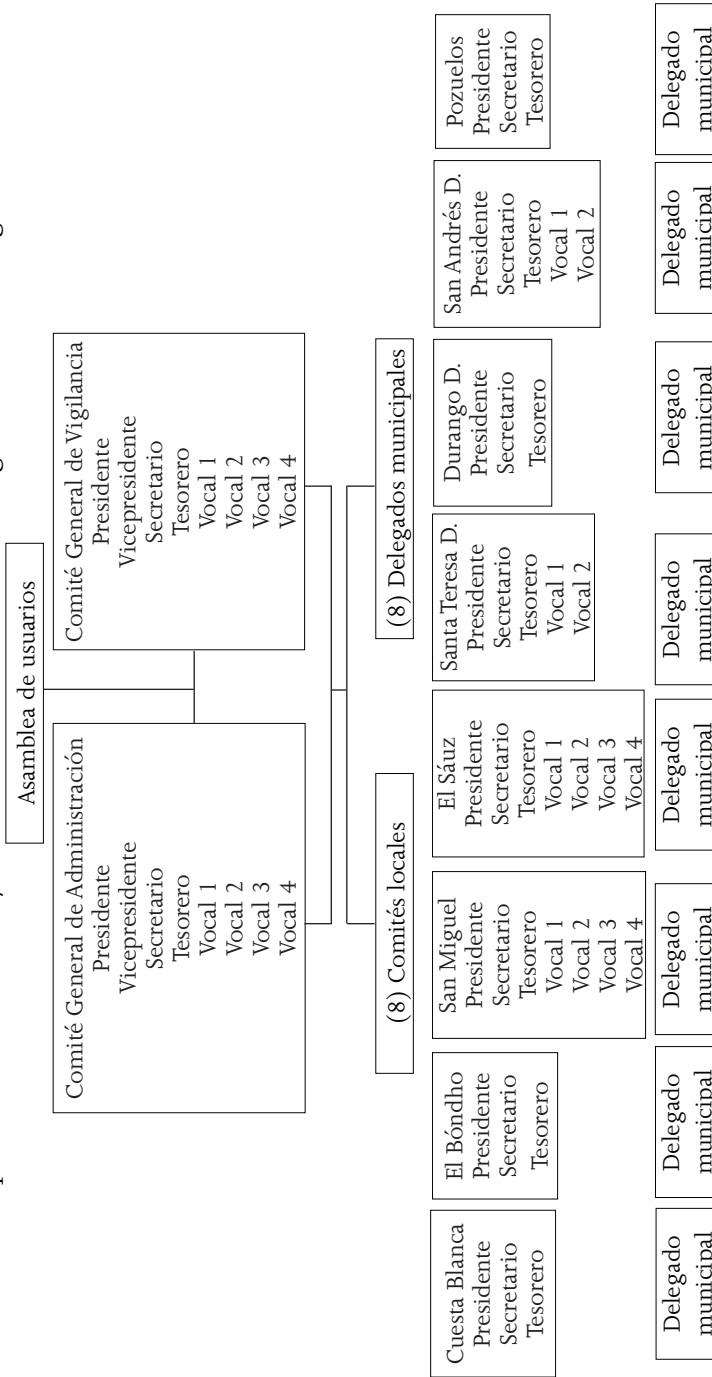 Asamblea de usuarios
Comité General de Administración
Presidente
Vicepresidente
Secretario
Tesorero
Vocal 1
Vocal 2
Vocal 3
Vocal 4
Comité General de Vigilancia
Presidente
Vicepresidente
Secretario
Tesorero
Vocal 1
Vocal 2
Vocal 3
Vocal 4
(8) Comités locales
(8) Delegados municipales
Cuesta Blanca
Presidente
Secretario
Tesorero
El Bóndho
Presidente
Secretario
Tesorero
San Miguel
Presidente
Secretario
Tesorero
Vocal 1
Vocal 2
Vocal 3
Vocal 4
El Sáuz
Presidente
Secretario
Tesorero
Vocal 1
Vocal 2
Vocal 3
Vocal 4
Santa Teresa D.
Presidente
Secretario
Tesorero
Vocal 1
Vocal 2
Durango D.
Presidente
Secretario
Tesorero
San Andrés D.
Presidente
Secretario
Tesorero
Vocal 1
Vocal 2
Pozuelos
Presidente
Secretario
Tesorero
Delegado
municipal
Delegado
municipal
Delegado
municipal
Delegado
municipal
Delegado
municipal
Delegado
municipal
Delegado
municipal
Delegado
municipal